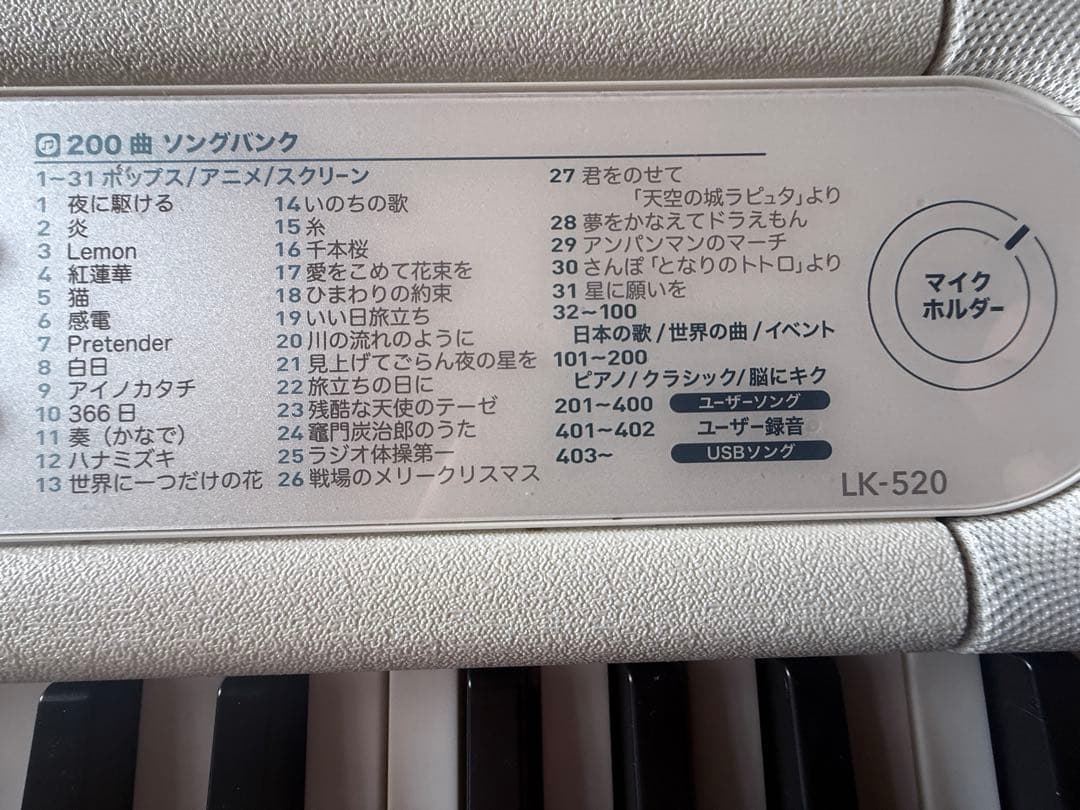 200 曲 ソングバンク
1~31 ポップス/アニメ/スクリーン
1 夜に駆ける
2 炎
3 Lemon
4 紅蓮華
5 猫
6 感電
7 Pretender
8 白日
9 アイノカタチ
10 366 日
11 奏（かなで）
12 ハナミズキ
13 世界に一つだけの花
14 いのちの歌
15 糸
16 千本桜
17 愛をこめて花束を
18 ひまわりの約束
19 いい日旅立ち
20 川の流れのように
21 見上げてごらん夜の星を
22 旅立ちの日に
23 残酷な天使のテーゼ
24 竈門炭治郎のうた
25 ラジオ体操第一
26 戦場のメリークリスマス
27 君をのせて
「天空の城ラピュタ」より
28 夢をかなえてドラえもん
29 アンパンマンのマーチ
30 さんぽ「となりのトトロ」より
31 星に願いを
32~100
日本の歌/世界の曲/イベント
101~200
ピアノ/クラシック/脳にキク
201~400 ユーザーソング
401~402 ユーザー録音
403~ USBソング
マイク
ホルダー
LK-520